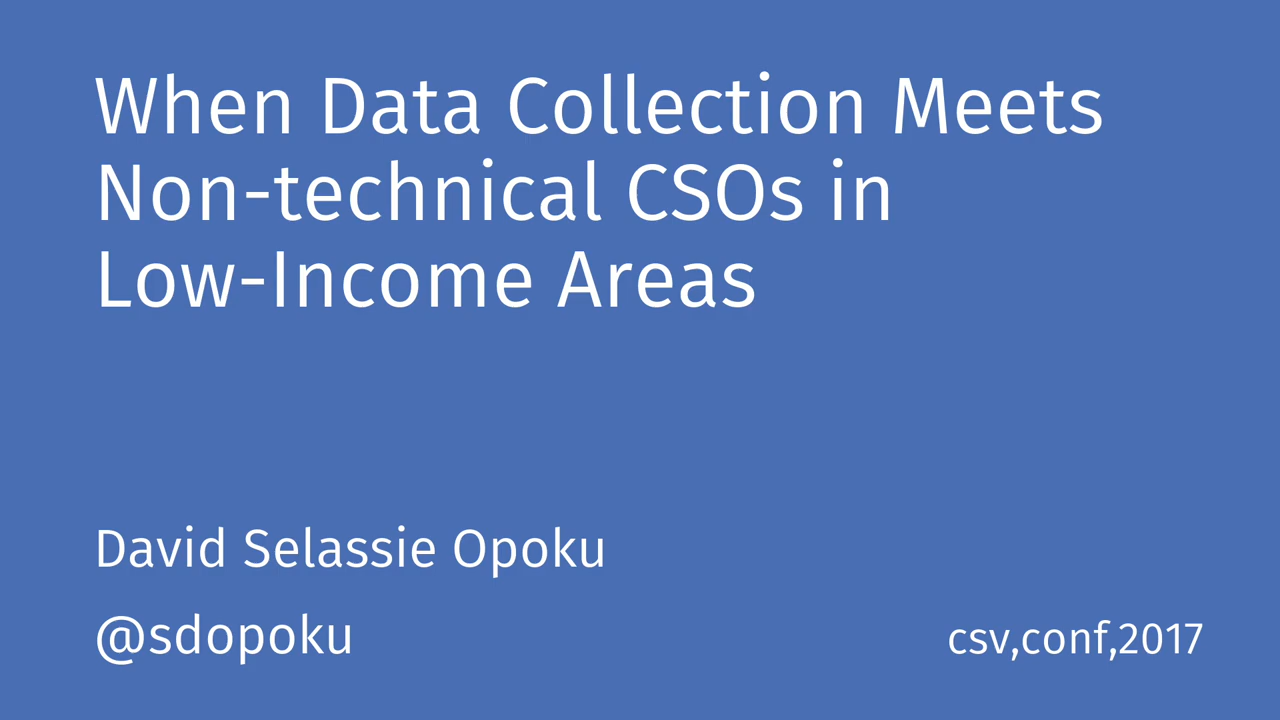 When Data Collection Meets
Non-technical CSOs in
Low-Income Areas
David Selassie Opoku
@sdopoku
csv,conf,2017